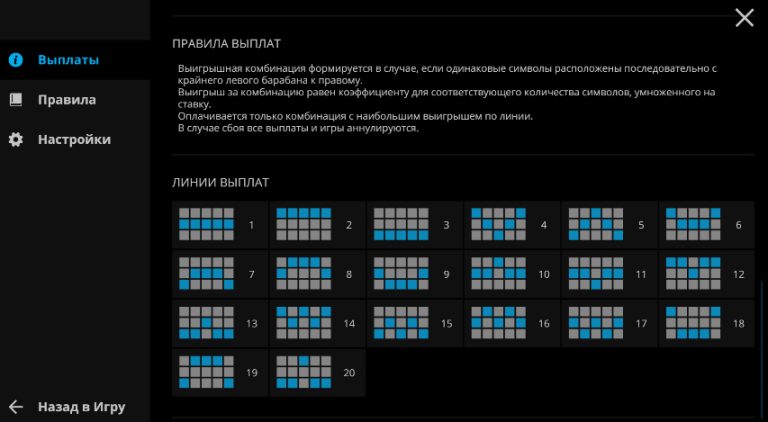 ПРАВИЛА ВЫПЛАТ
Выплаты
Выигрышная комбинация формируется в случае, если одинаковые символы расположены последовательно с
крайнего левого барабана к правому.
Выигрыш за комбинацию равен коэффициенту для соответствующего количества символов, умноженного на
ставку.
Оплачивается только комбинация с наибольшим выигрышем по линии.
В случае сбоя все выплаты и игры аннулируются.
Правила
Настройки
ЛИНИИ ВЫПЛАТ
1 2 3 4 5 6
7 8 9 10 11 12
13 14 15 16 17 18
19 20
Назад в Игру